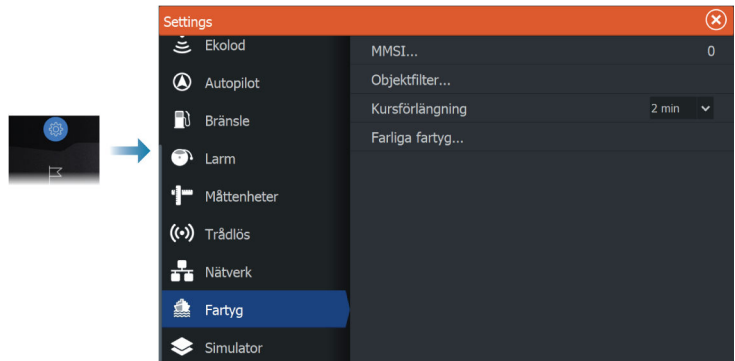 Settings
Ekolod
Autopilot
Bränsle
Larm
Måttenheter
Trådlös
Nätverk
Fartyg
Simulator
MMSI... 0
Objektfilter...
Kursförlängning 2 min
Farliga fartyg...